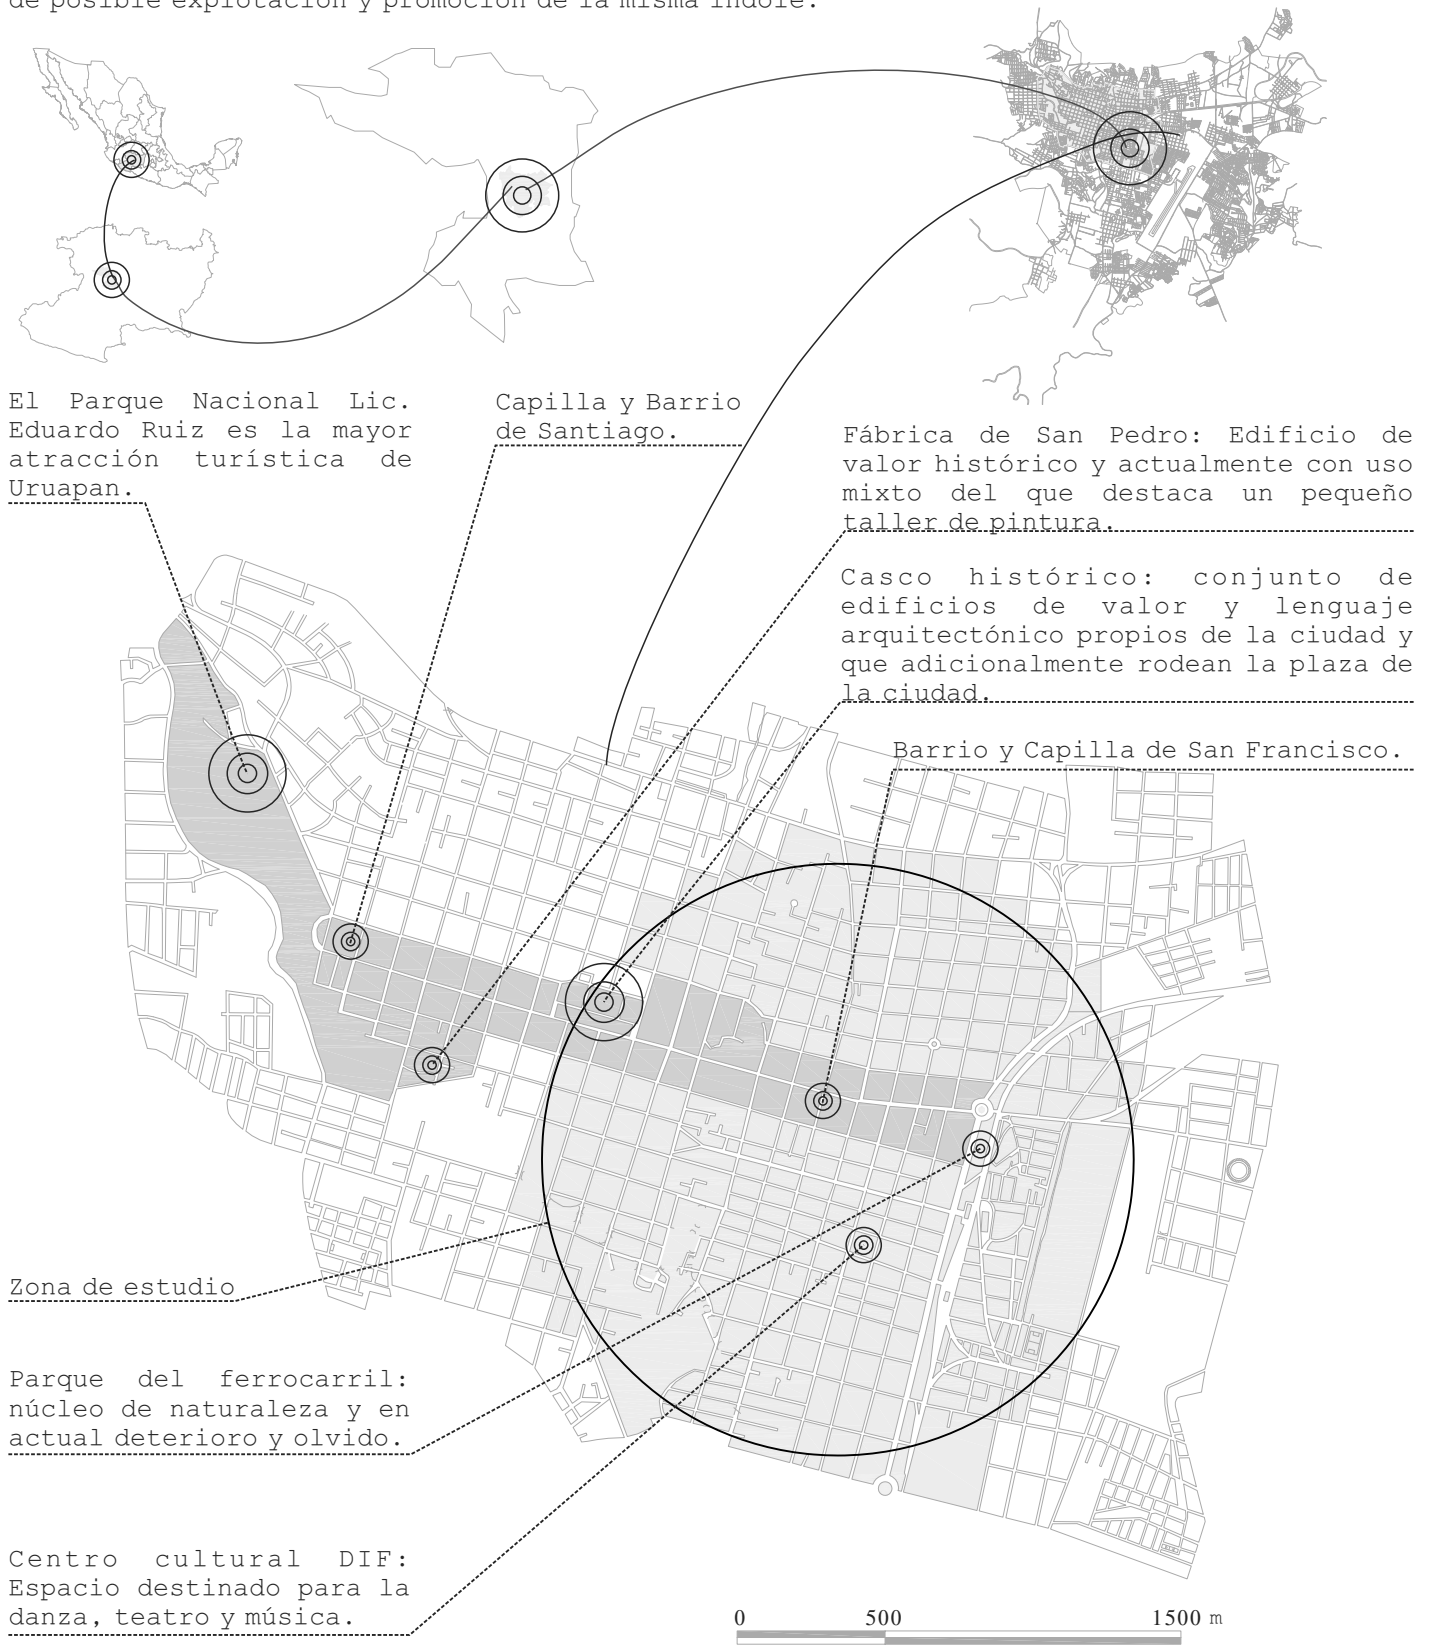 de posible explotación y promoción de la misma índole.
El Parque Nacional Lic.
Eduardo Ruiz es la mayor
atracción turística de
Uruapan.
Capilla y Barrio
de Santiago.
Fábrica de San Pedro: Edificio de
valor histórico y actualmente con uso
mixto del que destaca un pequeño
taller de pintura.
Casco histórico: conjunto de
edificios de valor y lenguaje
arquitectónico propios de la ciudad y
que adicionalmente rodean la plaza de
la ciudad.
Barrio y Capilla de San Francisco.
Zona de estudio
Parque del ferrocarril:
núcleo de naturaleza y en
actual deterioro y olvido.
Centro cultural DIF:
Espacio destinado para la
danza, teatro y música.
0 500 1500 m